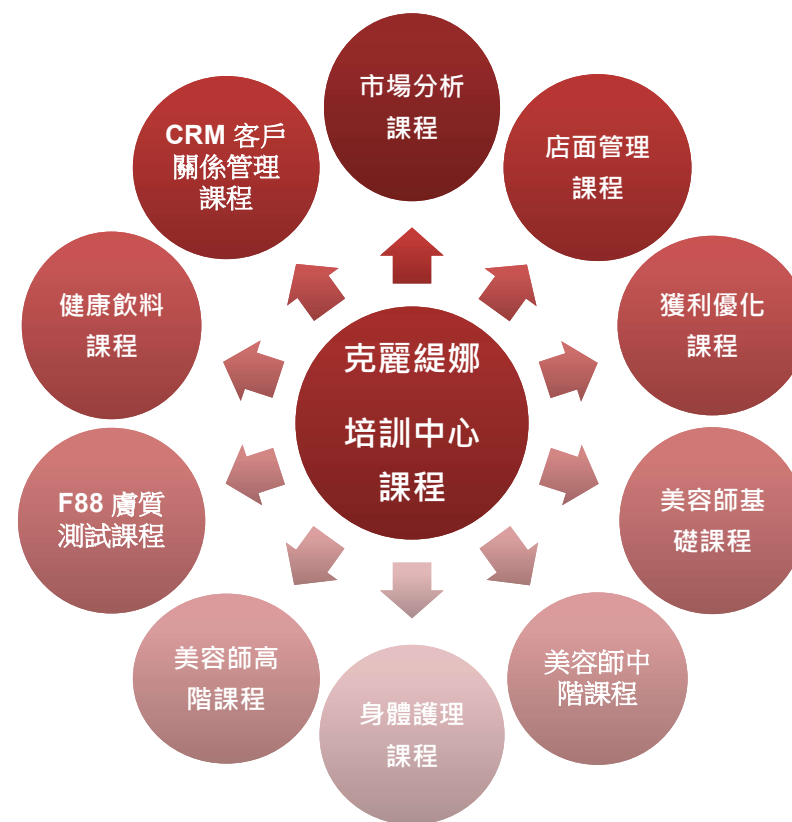 市場分析
課程
店面管理
課程
獲利優化
課程
美容師基
礎課程
美容師中
階課程
身體護理
課程
美容師高
階課程
F88 膚質
測試課程
健康飲料
課程
CRM 客戶
關係管理
課程
克麗緹娜
培訓中心
課程